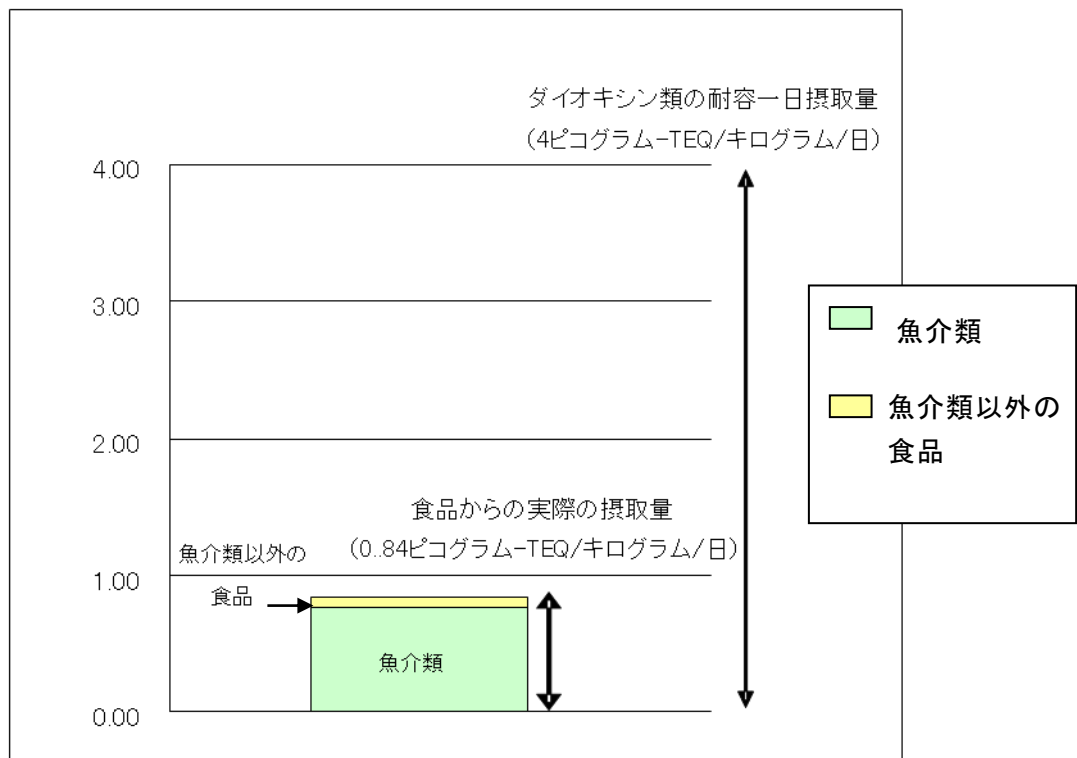 ダイオキシン類の耐容一日摂取量
(4ピコグラム-TEQ/キログラム/日)
4.00
3.00
2.00
1.00
0.00
食品からの実際の摂取量
(0..84ピコグラム-TEQ/キログラム/日)
魚介類以外の
食品
魚介類
魚介類
魚介類以外の
食品